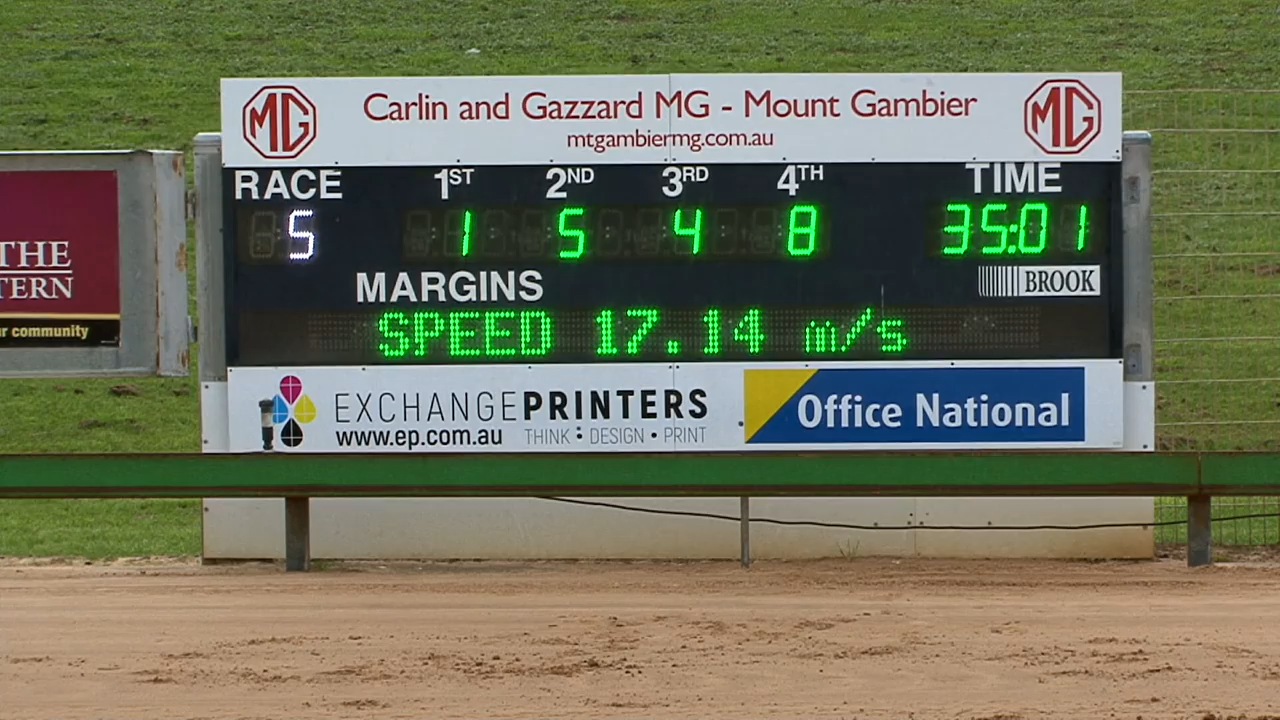 MG Carlin and Gazzard MG - Mount Gambier MG
mtgambiermg.com.au
RACE 1ST 2ND 3RD 4TH TIME
5 1 5 4 8 35:01 1
MARGINS BROOK
SPEED 17.14 m/s
THE
TERN
r community
EXCHANGEPRINTERS
www.ep.com.au THINK : DESIGN • PRINT
Office National